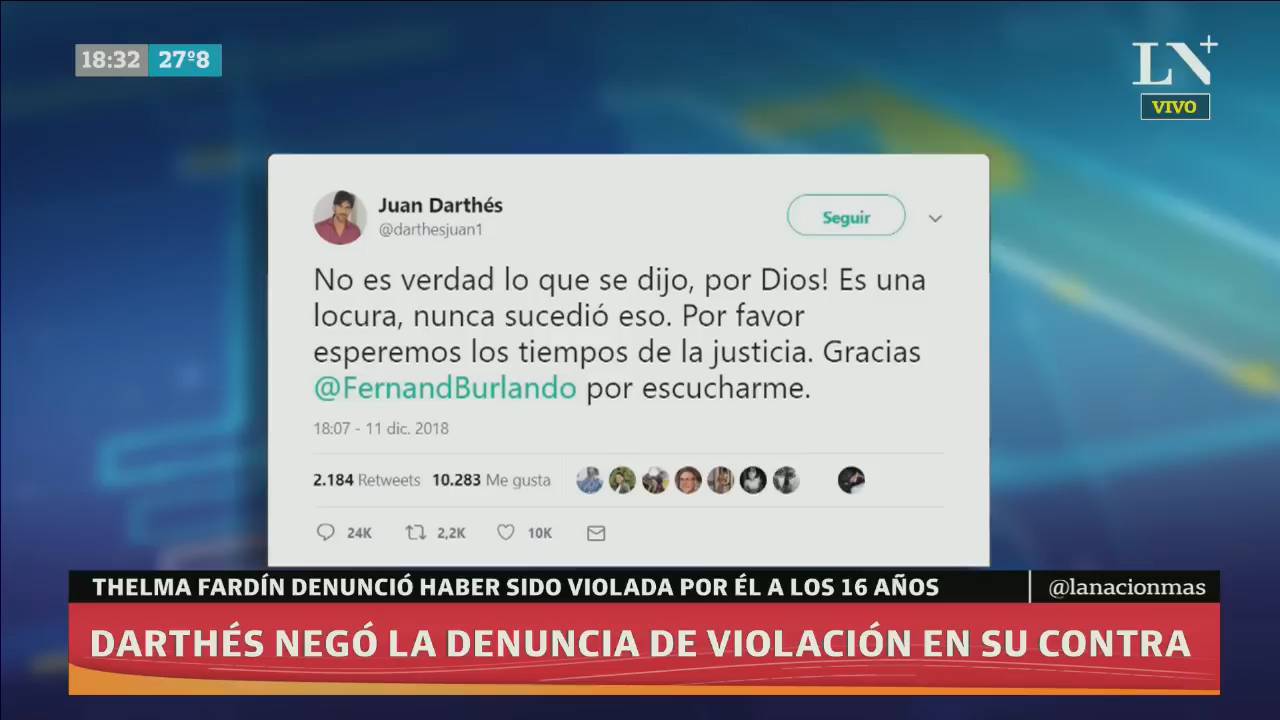 18:32 27º8
LN+
VIVO
Juan Darthés
@darthesjuan1
Seguir
No es verdad lo que se dijo, por Dios! Es una
locura, nunca sucedió eso. Por favor
esperemos los tiempos de la justicia. Gracias
@FernandBurlando por escucharme.
18:07 - 11 dic. 2018
2.184 Retweets 10.283 Me gusta
24K 2,2K 10K
THELMA FARDÍN DENUNCIÓ HABER SIDO VIOLADA POR ÉL A LOS 16 AÑOS
@lanacionmas
DARTHÉS NEGÓ LA DENUNCIA DE VIOLACIÓN EN SU CONTRA